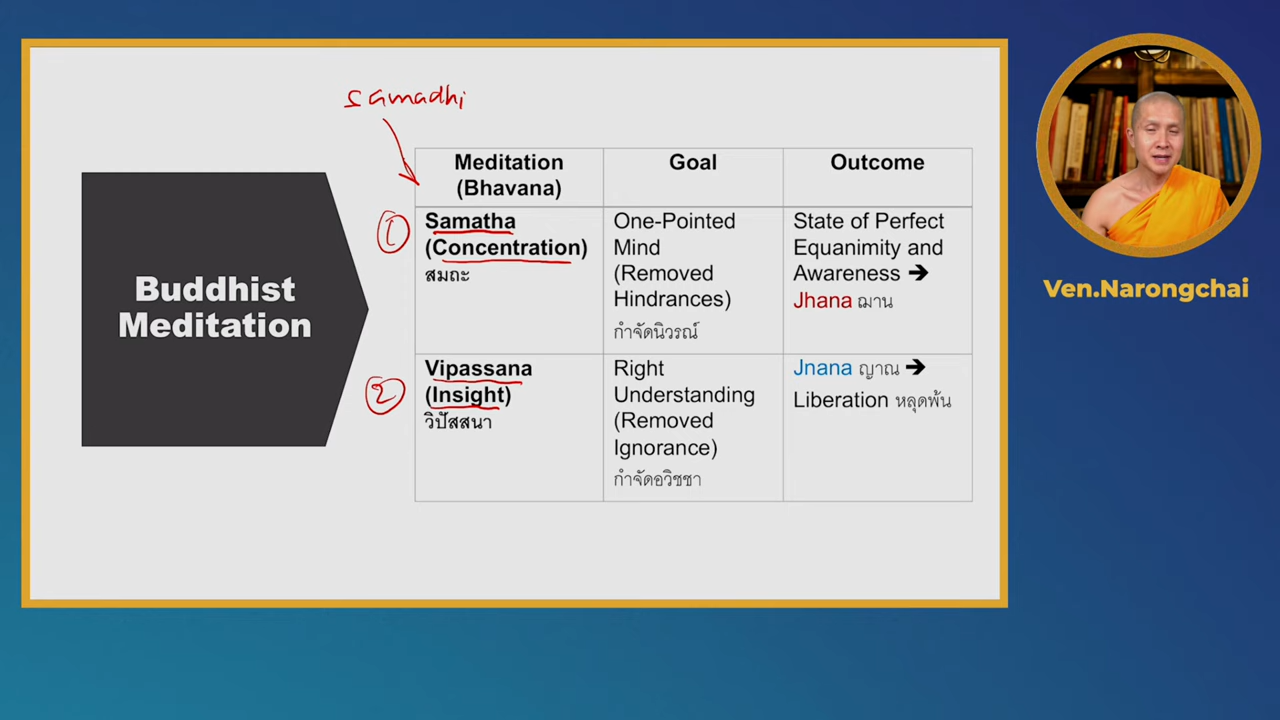 samadhi
Buddhist
Meditation
Meditation
(Bhavana)
Goal
Outcome
①
Samatha
(Concentration)
สมถะ
One-Pointed
Mind
(Removed
Hindrances)
กำจัดนิวรณ์
State of Perfect
Equanimity and
Awareness ➔
Jhana ฌาน
②
Vipassana
(Insight)
วิปัสสนา
Right
Understanding
(Removed
Ignorance)
กำจัดอวิชชา
Jnana ญาณ ➔
Liberation หลุดพ้น
Ven.Narongchai